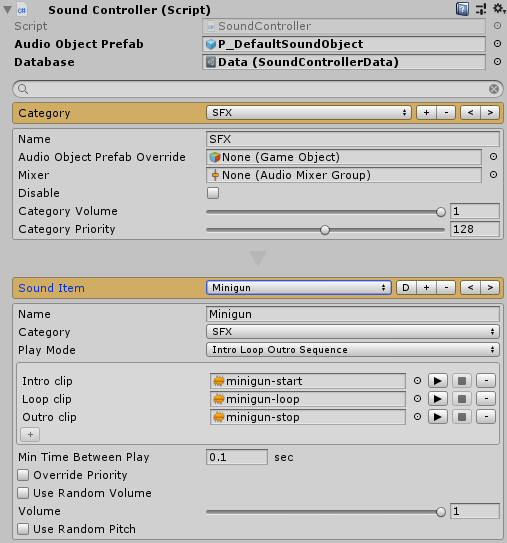 Sound Controller (Script)
Script SoundController
Audio Object Prefab P_DefaultSoundObject
Database Data (SoundControllerData)
Category SFX + - < >
Name SFX
Audio Object Prefab Override None (Game Object)
Mixer None (Audio Mixer Group)
Disable
Category Volume 1
Category Priority 128
Sound Item Minigun D + - < >
Name Minigun
Category SFX
Play Mode Intro Loop Outro Sequence
Intro clip minigun-start -
Loop clip minigun-loop -
Outro clip minigun-stop -
+
Min Time Between Play 0.1 sec
Override Priority
Use Random Volume
Volume 1
Use Random Pitch